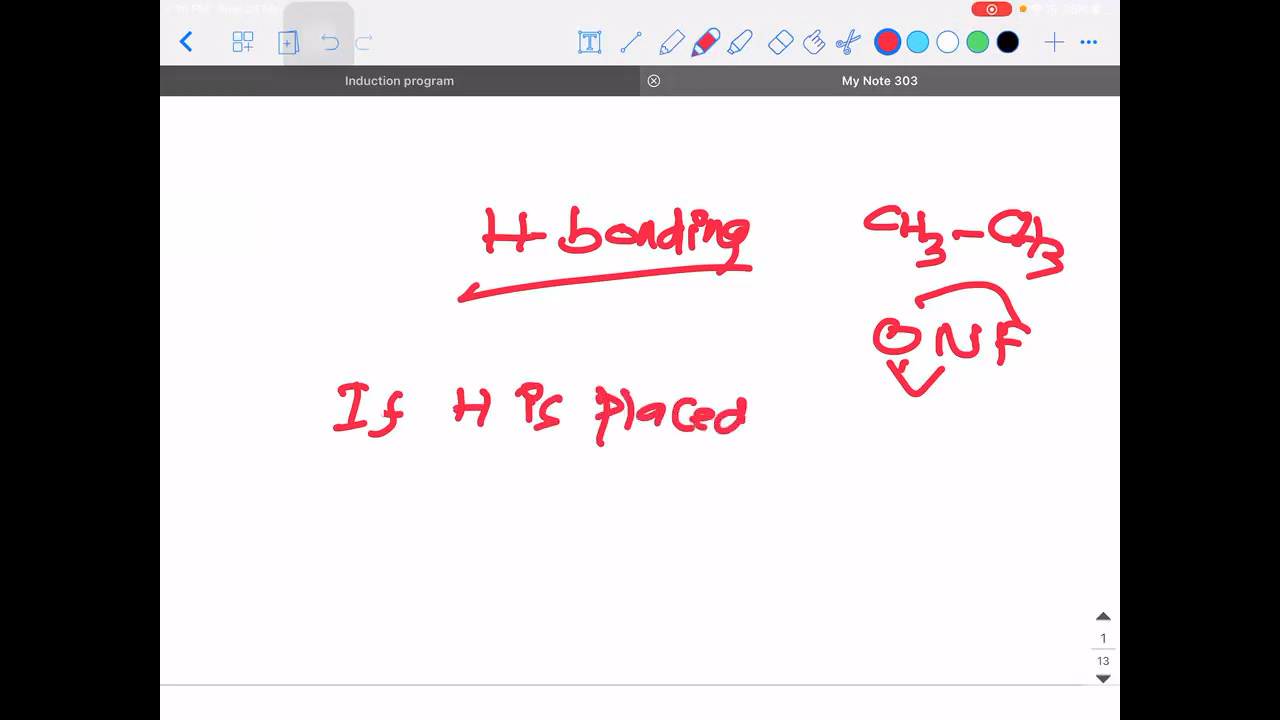 Induction program
My Note 303
H bonding
CH3-CH3
O N F
If H is placed
1
13